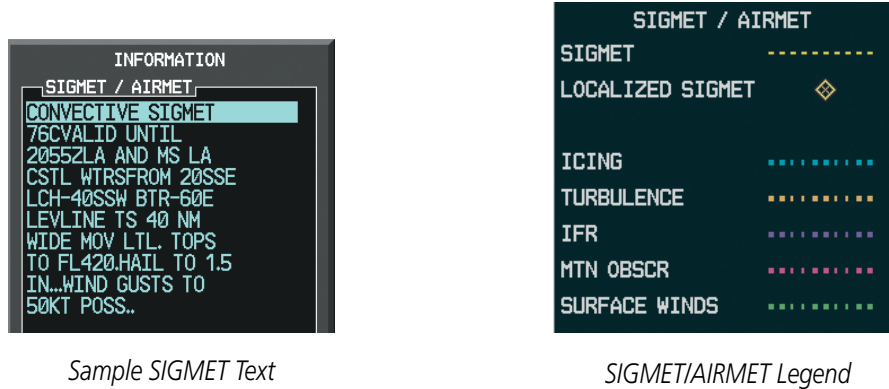 INFORMATION
SIGMET / AIRMET
CONVECTIVE SIGMET
76CVALID UNTIL
2055ZLA AND MS LA
CSTL WTRSFROM 20SSE
LCH-40SSW BTR-60E
LEVLINE TS 40 NM
WIDE MOV LTL. TOPS
TO FL420.HAIL TO 1.5
IN...WIND GUSTS TO
50KT POSS..
Sample SIGMET Text
SIGMET / AIRMET
SIGMET
LOCALIZED SIGMET
ICING
TURBULENCE
IFR
MTN OBSCR
SURFACE WINDS
SIGMET/AIRMET Legend